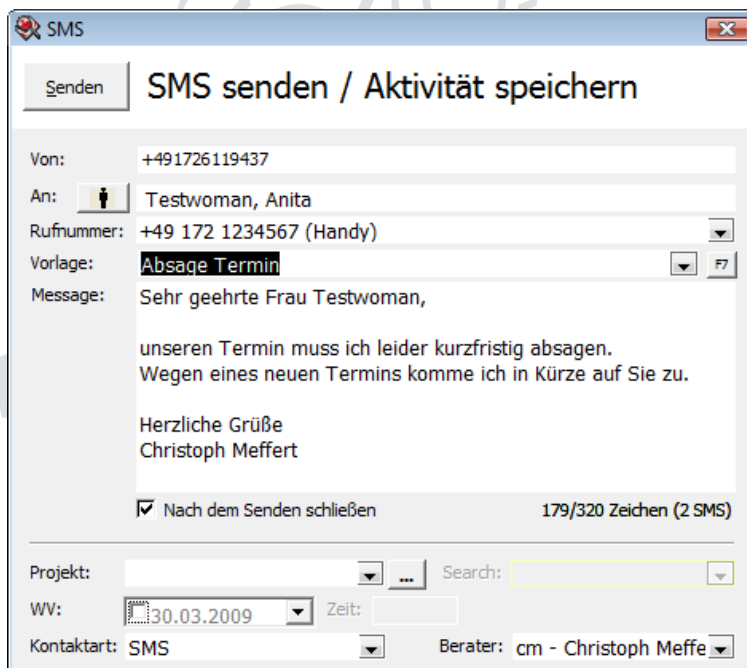 SMS
Senden SMS senden / Aktivität speichern
Von: +491726119437
An: Testwoman, Anita
Rufnummer: +49 172 1234567 (Handy)
Vorlage: Absage Termin F7
Message: Sehr geehrte Frau Testwoman,
unseren Termin muss ich leider kurzfristig absagen.
Wegen eines neuen Termins komme ich in Kürze auf Sie zu.
Herzliche Grüße
Christoph Meffert
Nach dem Senden schließen 179/320 Zeichen (2 SMS)
Projekt: ... Search:
WV: 30.03.2009 Zeit:
Kontaktart: SMS Berater: cm - Christoph Meffe